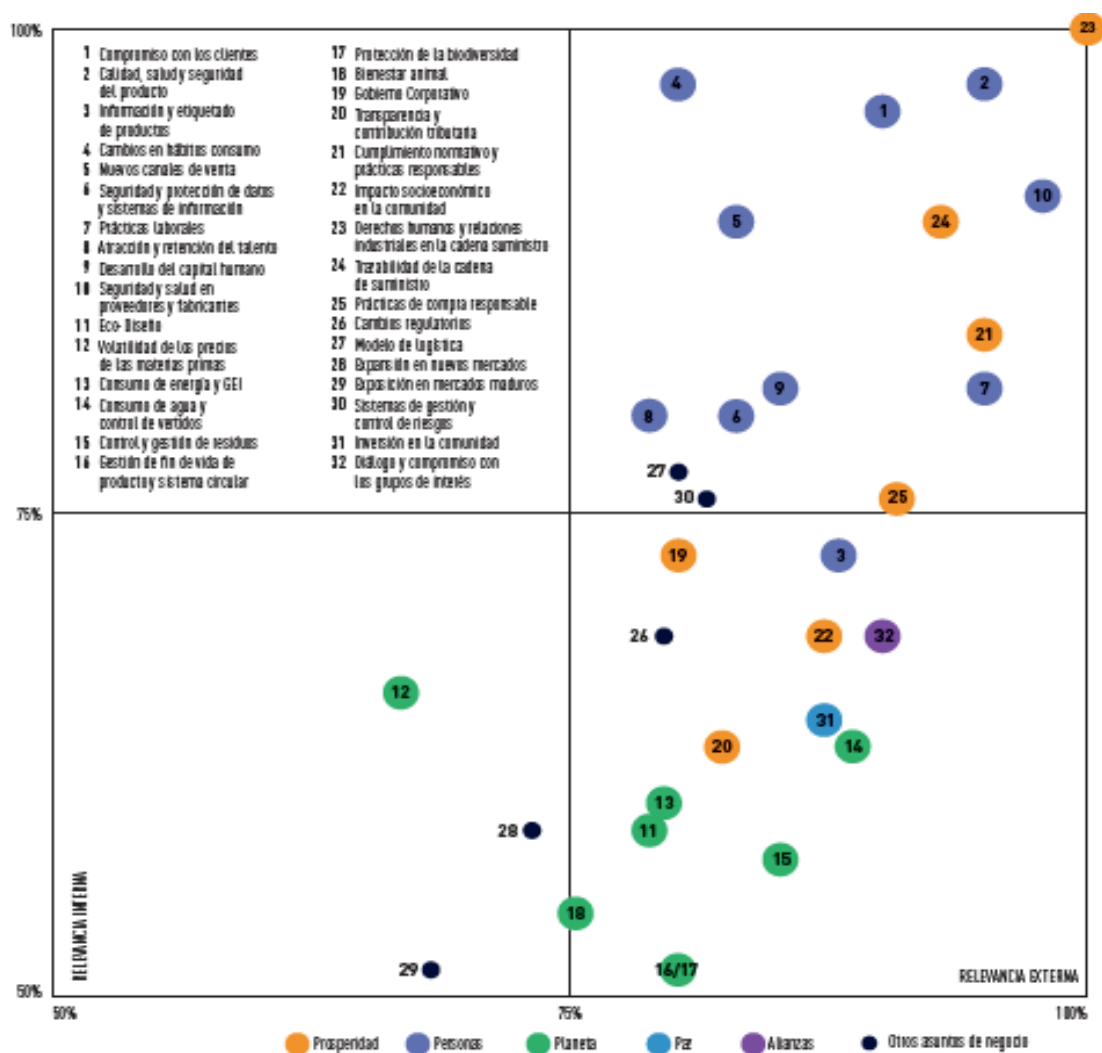 100%
1 Compromiso con los clientes
2 Calidad, salud y seguridad
del producto
3 Información y etiquetado
de productos
4 Cambios en hábitos consumo
5 Nuevos canales de venta
6 Seguridad y protección de datos
y sistemas de información
7 Prácticas laborales
8 Atracción y retención del talento
9 Desarrollo del capital humano
10 Seguridad y salud en
proveedores y fabricantes
11 Eco-Diseño
12 Volatilidad de los precios
de las materias primas
13 Consumo de energía y GEI
14 Consumo de agua y
control de vertidos
15 Control y gestión de residuos
16 Gestión de fin de vida de
producto y sistema circular
17 Protección de la biodiversidad
18 Bienestar animal
19 Gobierno Corporativo
20 Transparencia y
contribución tributaria
21 Cumplimiento normativo y
prácticas responsables
22 Impacto socioeconómico
en la comunidad
23 Derechos humanos y relaciones
industriales en la cadena suministro
24 Trazabilidad de la cadena
de suministro
25 Prácticas de compra responsable
26 Cambios regulatorios
27 Modelo de logística
28 Expansión en nuevos mercados
29 Exposición en mercados maduros
30 Sistemas de gestión y
control de riesgos
31 Inversión en la comunidad
32 Diálogo y compromiso con
los grupos de interés
23
4
2
1
10
5
24
21
9
7
8
6
27
30
25
75%
19
3
26
22
32
12
31
20
14
13
11
28
15
18
29
16/17
RELEVANCIA INTERNA
RELEVANCIA EXTERNA
50%
50%
75%
100%
Prosperidad
Personas
Planeta
Paz
Alianzas
Otros asuntos de negocio